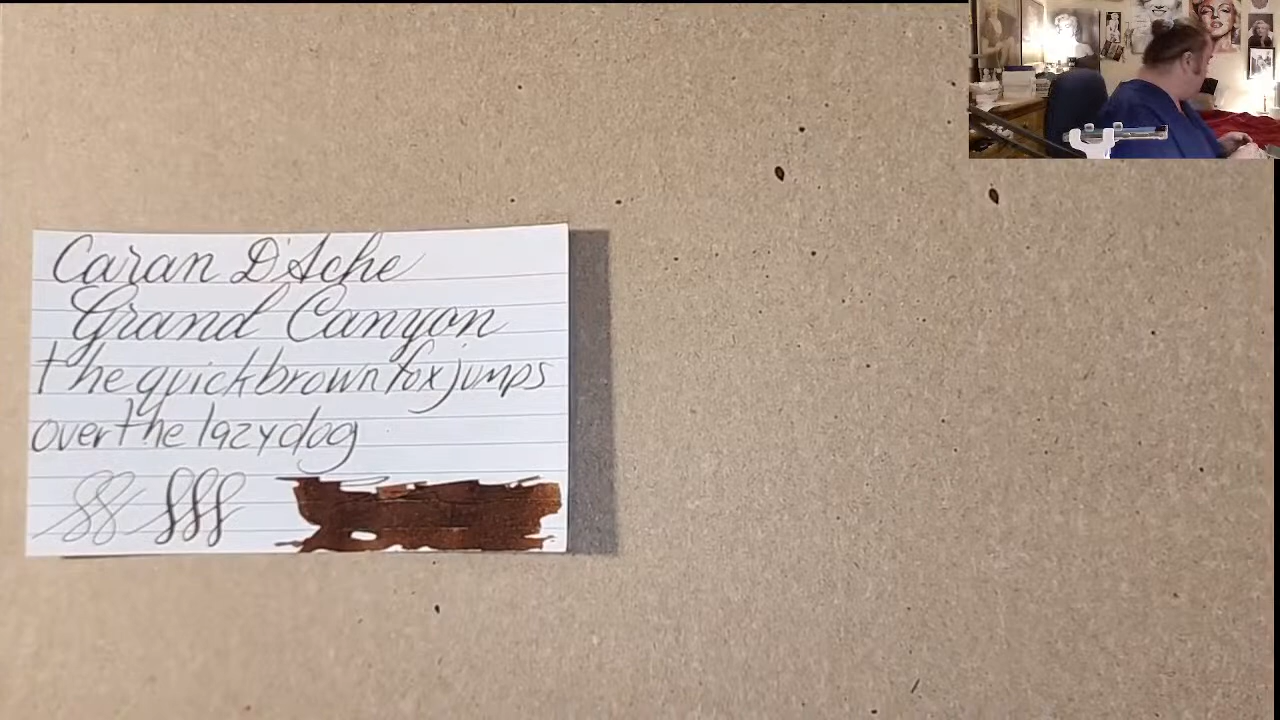 Caran D'Ache
Grand Canyon
the quick brown fox jumps
over the lazy dog